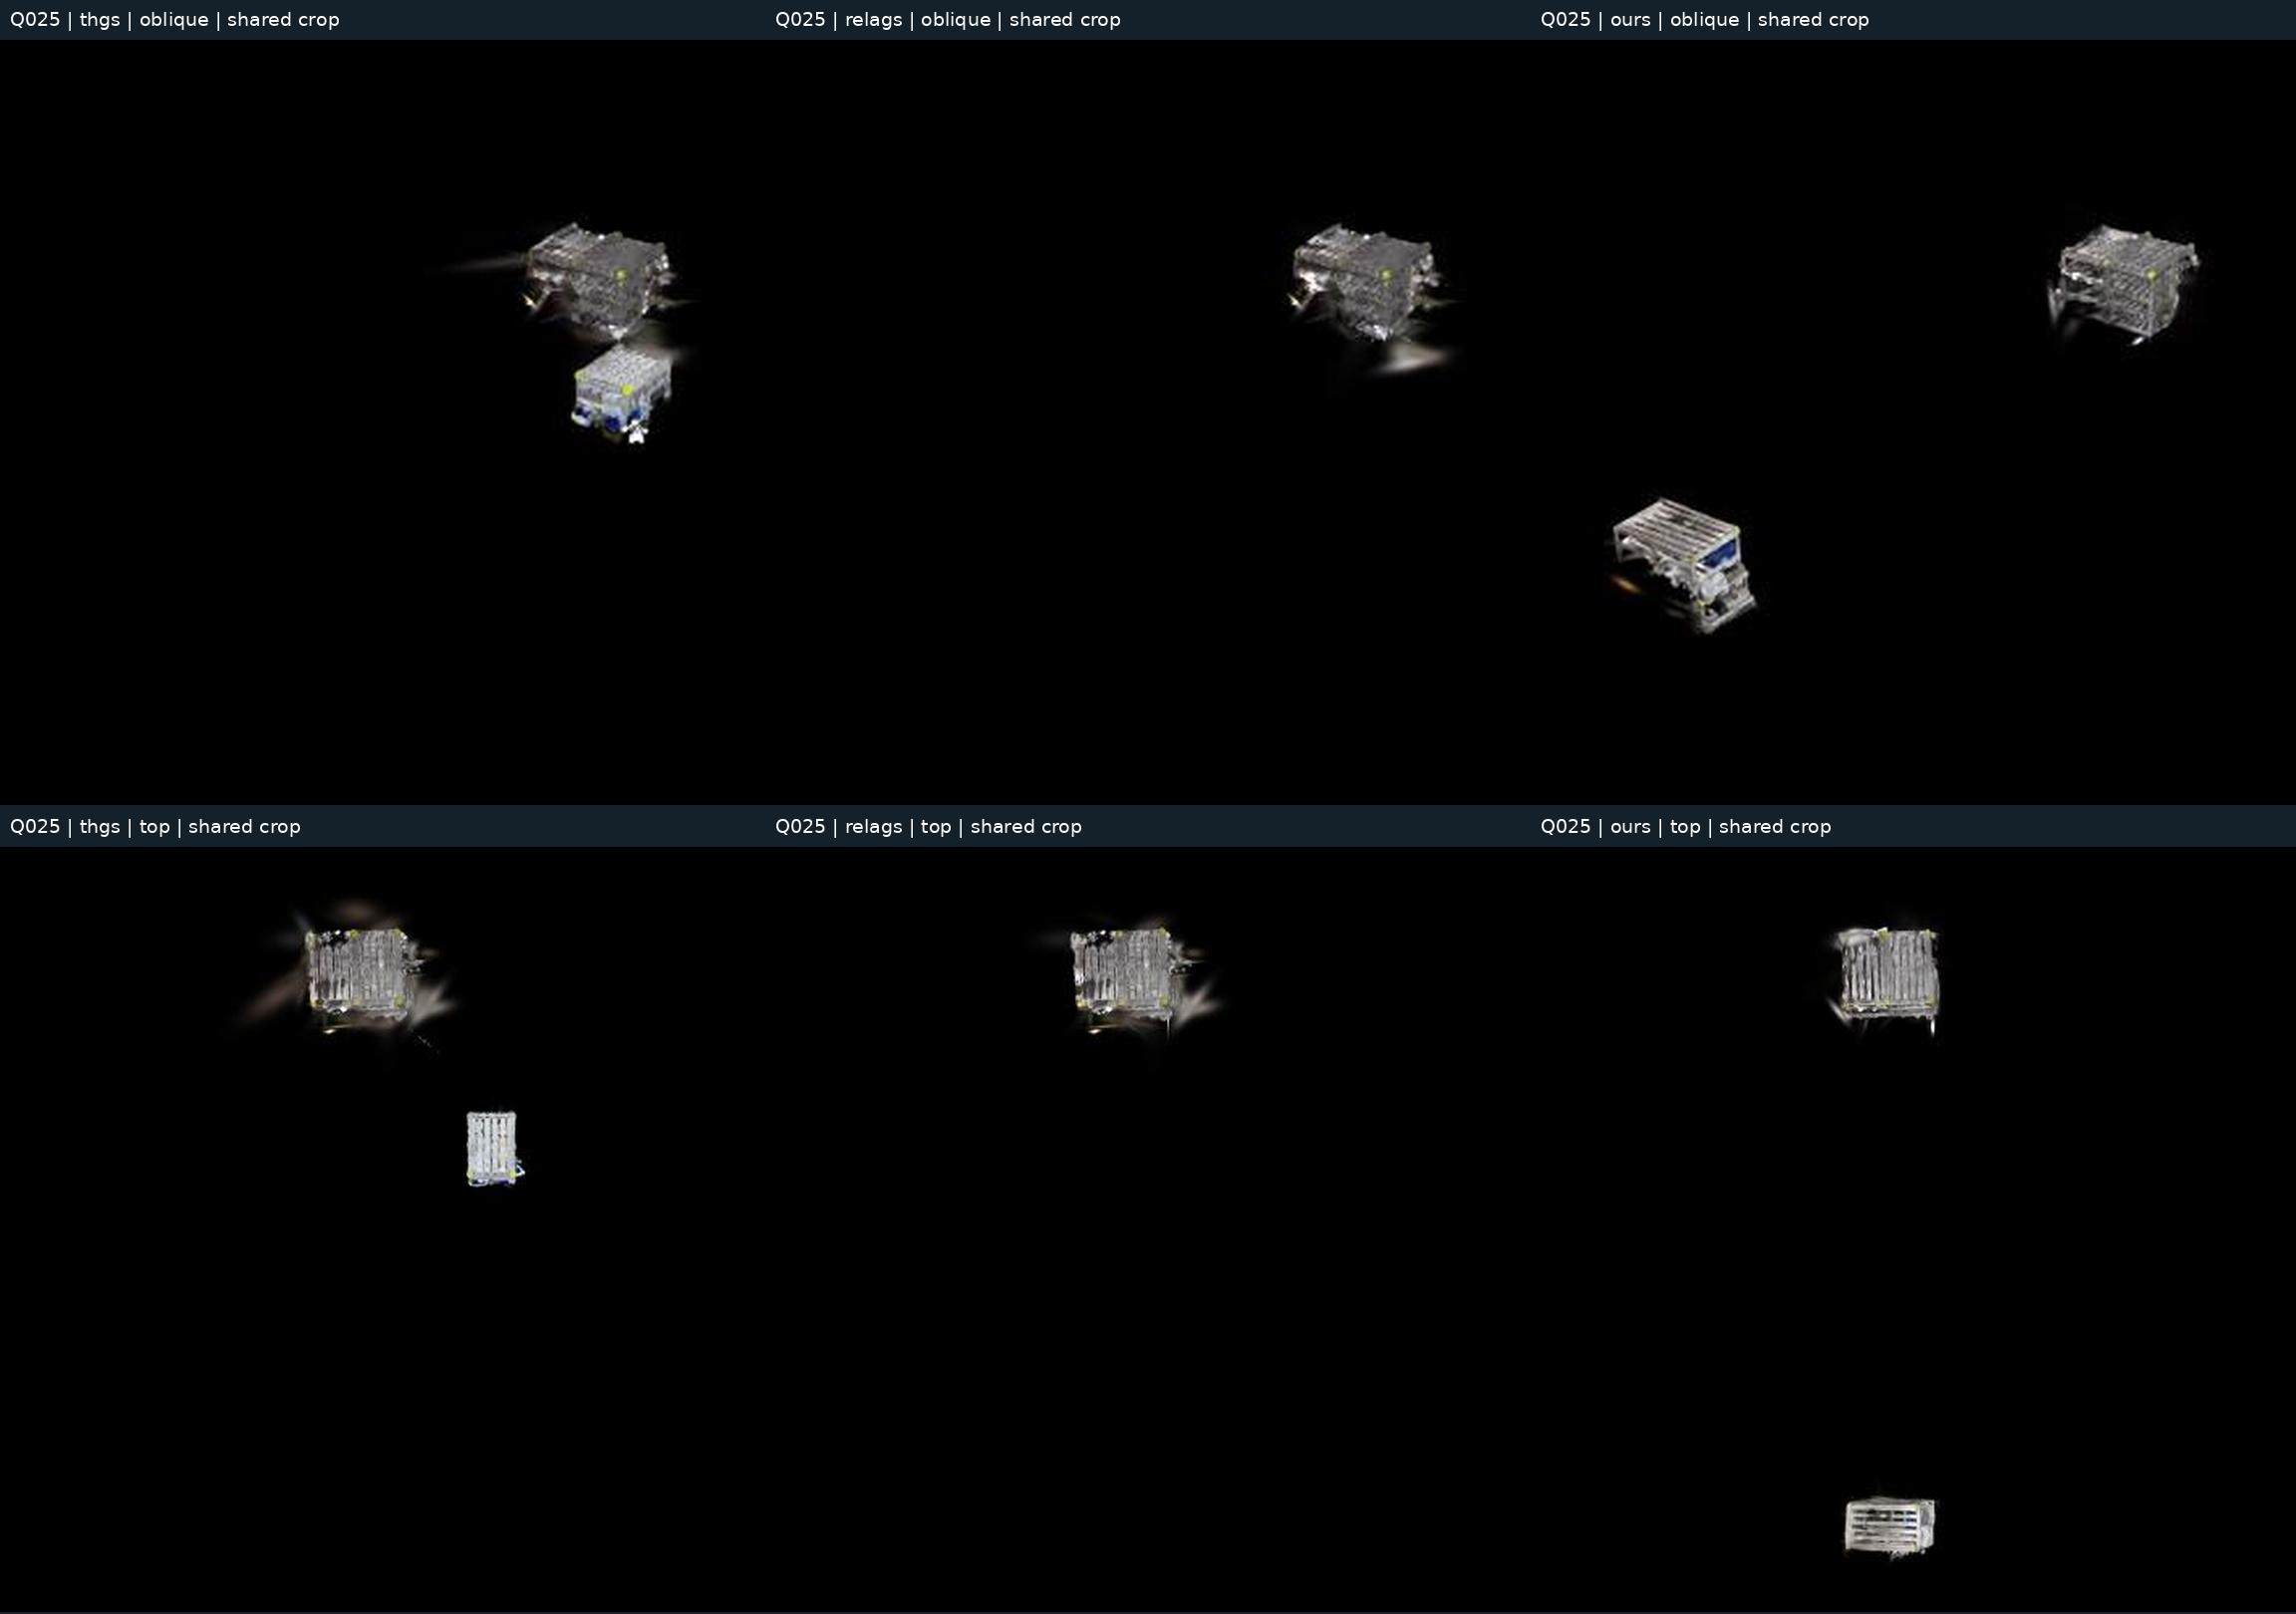 Q025 | thgs | oblique | shared crop
Q025 | relags | oblique | shared crop
Q025 | ours | oblique | shared crop
Q025 | thgs | top | shared crop
Q025 | relags | top | shared crop
Q025 | ours | top | shared crop